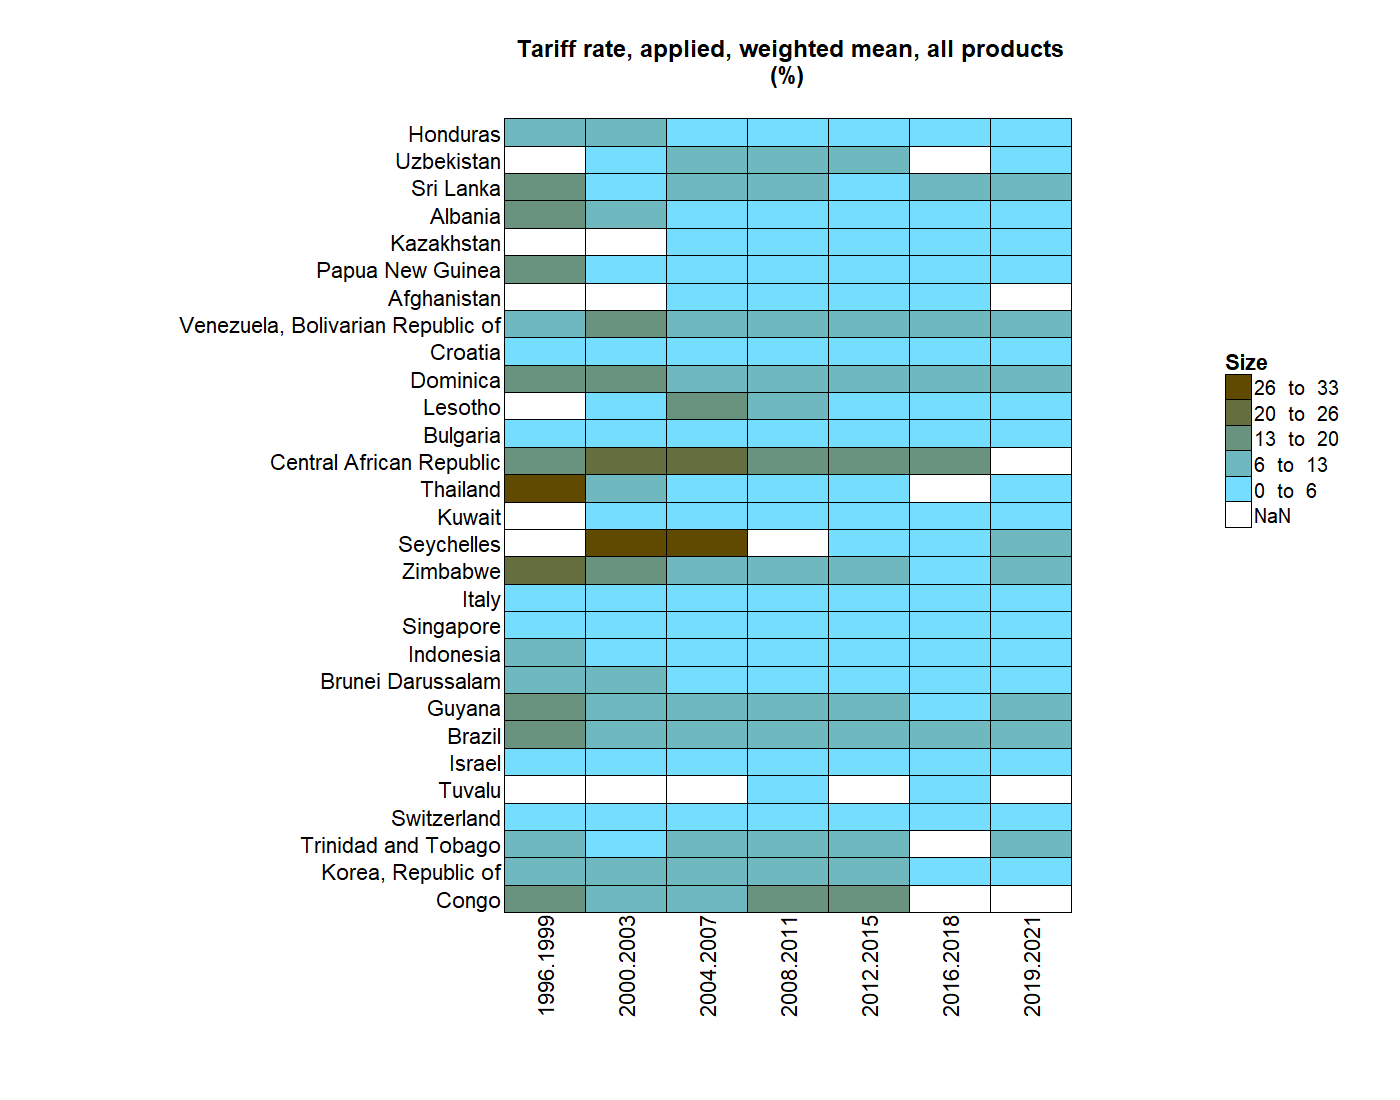 Tariff rate, applied, weighted mean, all products
(%)
Honduras
Uzbekistan
Sri Lanka
Albania
Kazakhstan
Papua New Guinea
Afghanistan
Venezuela, Bolivarian Republic of
Croatia
Dominica
Lesotho
Bulgaria
Central African Republic
Thailand
Kuwait
Seychelles
Zimbabwe
Italy
Singapore
Indonesia
Brunei Darussalam
Guyana
Brazil
Israel
Tuvalu
Switzerland
Trinidad and Tobago
Korea, Republic of
Congo
1996.1999
2000.2003
2004.2007
2008.2011
2012.2015
2016.2018
2019.2021
Size
26 to 33
20 to 26
13 to 20
6 to 13
0 to 6
NaN